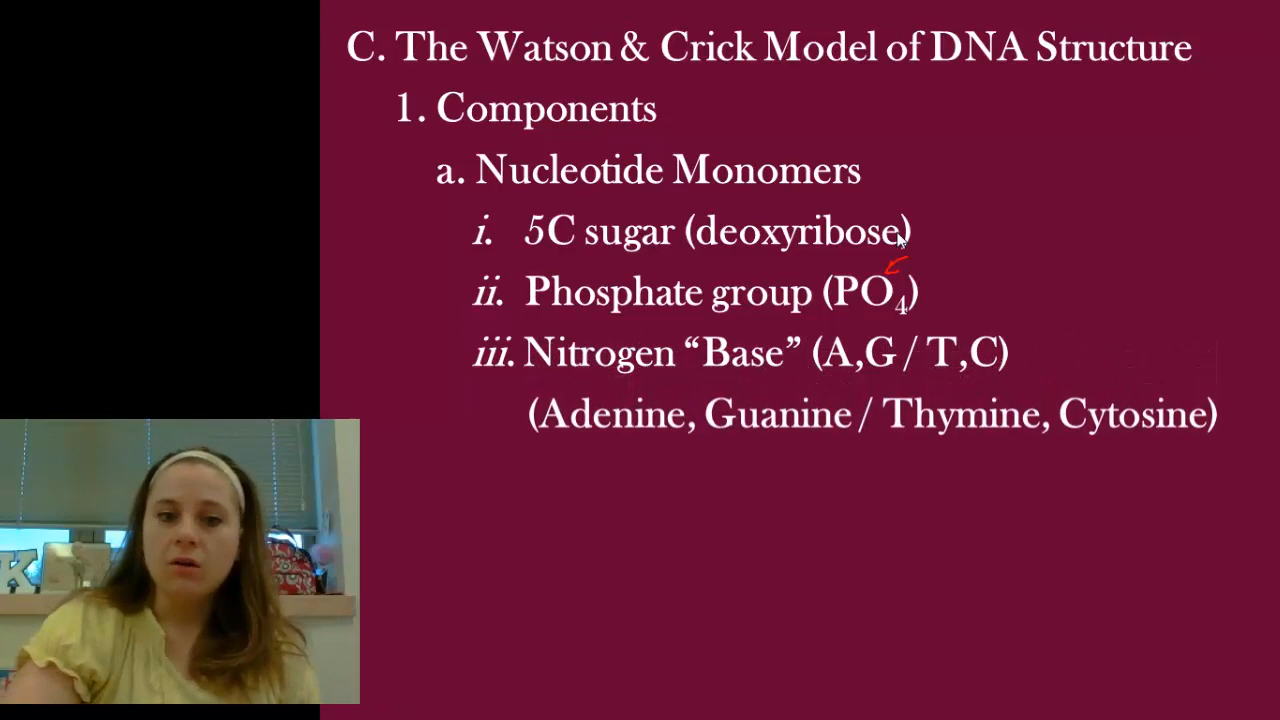 C. The Watson & Crick Model of DNA Structure
1. Components
a. Nucleotide Monomers
i. 5C sugar (deoxyribose)
ii. Phosphate group (PO₄)
iii. Nitrogen “Base” (A,G / T,C)
(Adenine, Guanine / Thymine, Cytosine)
K